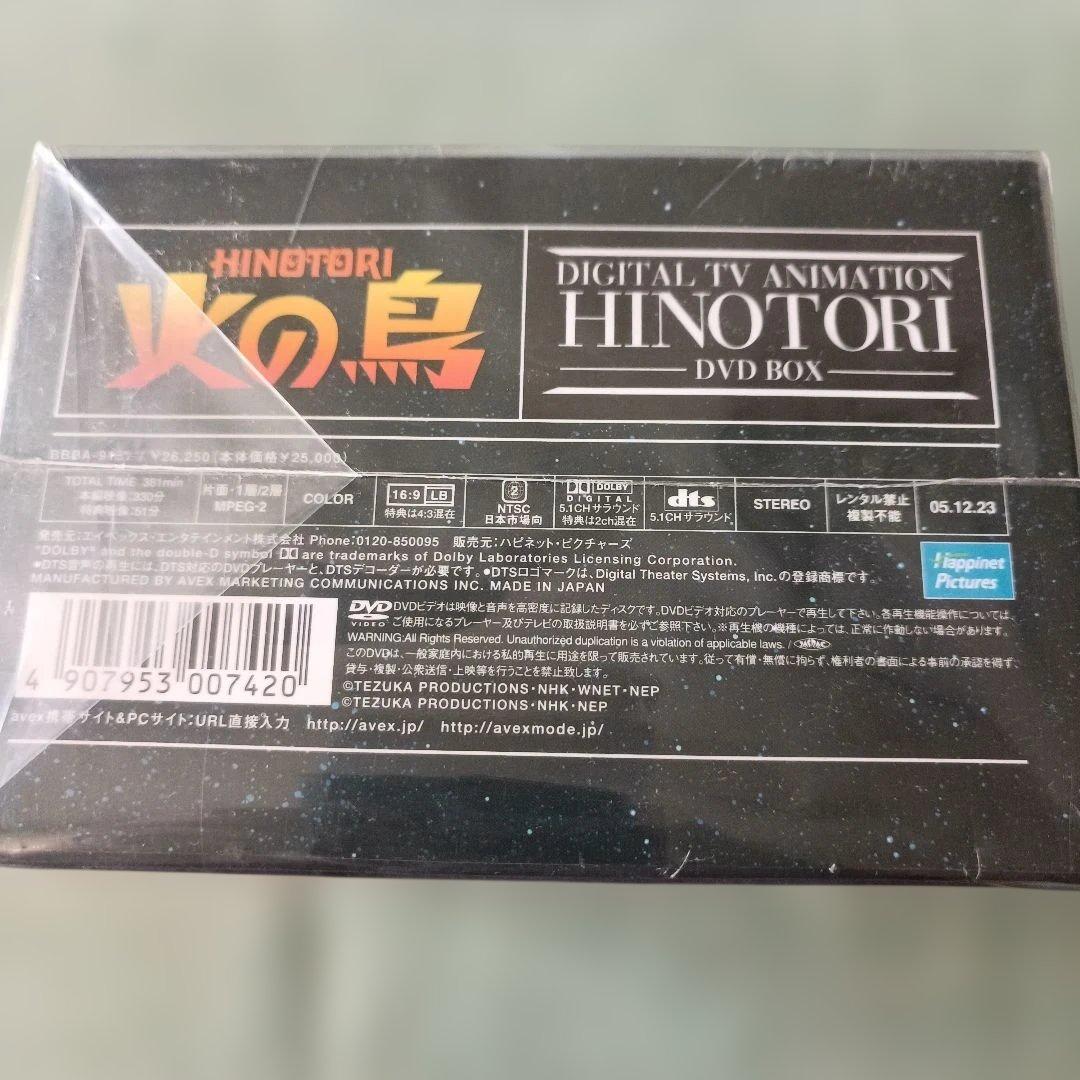 HINOTORI
火の鳥
DIGITAL TV ANIMATION
HINOTORI
DVD BOX
¥26,250(本体価格¥25,000)
TOTAL TIME 381min
本編映像:330分
特典映像:51分
片面・1層/2層
MPEG-2
COLOR
16:9 LB
特典は4:3混在
2
NTSC
日本市場向
DOLBY
DIGITAL
5.1CHサラウンド
特典は2ch混在
dts
5.1CHサラウンド
STEREO
レンタル禁止
複製不能
05.12.23
発売元:エイベックス・エンタテインメント株式会社 Phone:0120-850095 販売元:ハピネット・ピクチャーズ
"DOLBY" and the double-D symbol are trademarks of Dolby Laboratories Licensing Corporation.
●DTS音声の再生には、DTS対応のDVDプレーヤーと、DTSデコーダーが必要です。●DTSロゴマークは、Digital Theater Systems, Inc.の登録商標です。
MANUFACTURED BY AVEX MARKETING COMMUNICATIONS INC. MADE IN JAPAN
Happinet
Pictures
DVD
VIDEO
DVDビデオは映像と音声を高密度に記録したディスクです。DVDビデオ対応のプレーヤーで再生して下さい。各再生機能操作については、
ご使用になるプレーヤー及びテレビの取扱説明書を必ずご参照下さい。※再生機の機種によっては、正常に作動しない場合があります。
WARNING:All Rights Reserved. Unauthorized duplication is a violation of applicable laws. /
このDVDは、一般家庭内における私的再生に用途を限って販売されています。従って有償・無償に拘らず、権利者の書面による事前の承認を得ず、
貸与・複製・公衆送信・上映等を行うことを禁止致します。
4 907953 007420
©TEZUKA PRODUCTIONS・NHK・WNET・NEP
©TEZUKA PRODUCTIONS・NHK・NEP
avex携帯サイト&PCサイト:URL直接入力 http://avex.jp/ http://avexmode.jp/